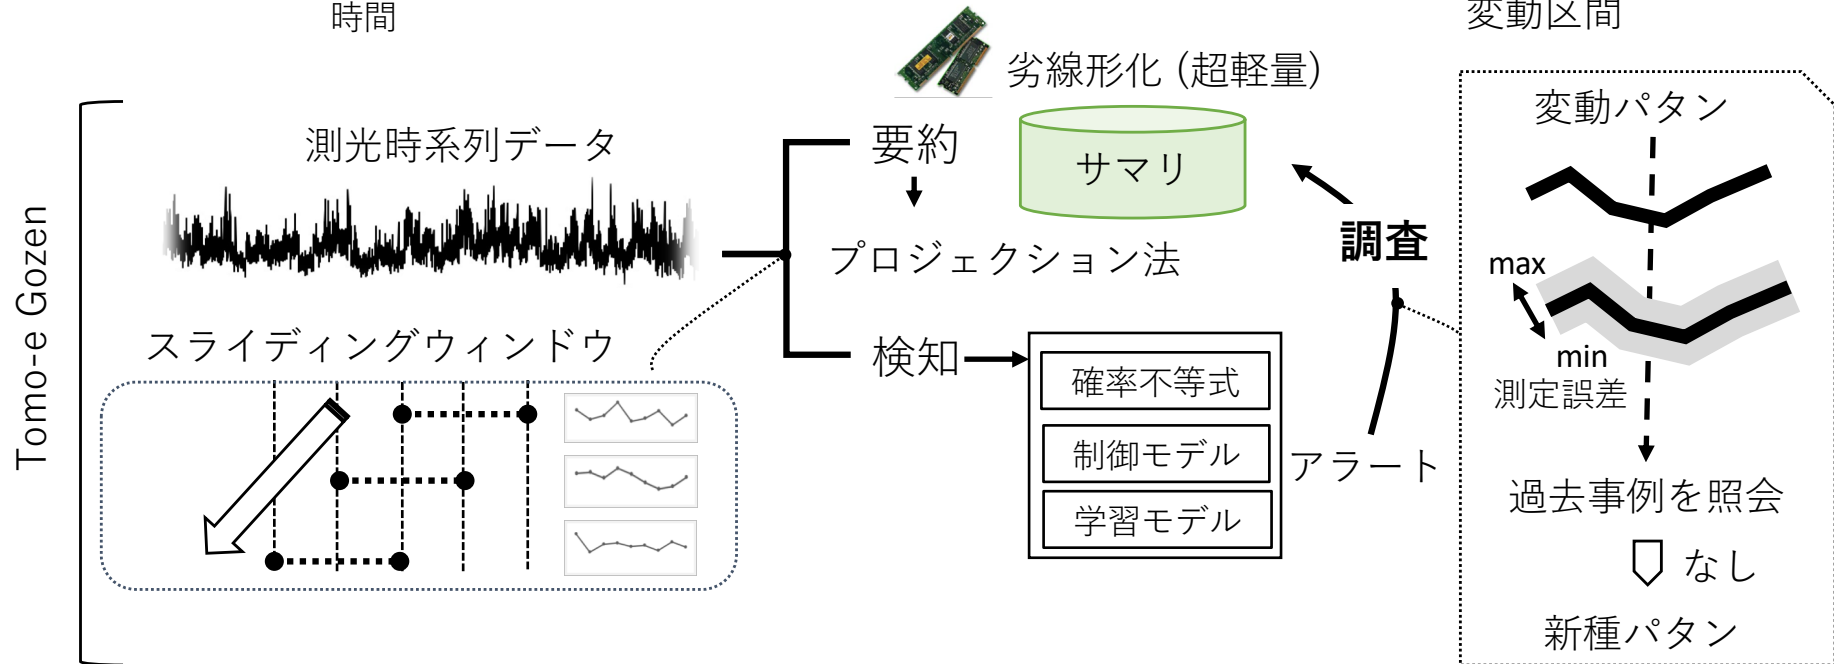 時間
変動区間
劣線形化 (超軽量)
変動パタン
測光時系列データ
要約
サマリ
Tomo-e Gozen
プロジェクション法
調査
max
min
測定誤差
スライディングウィンドウ
検知
確率不等式
制御モデル
学習モデル
アラート
過去事例を照会
なし
新種パタン